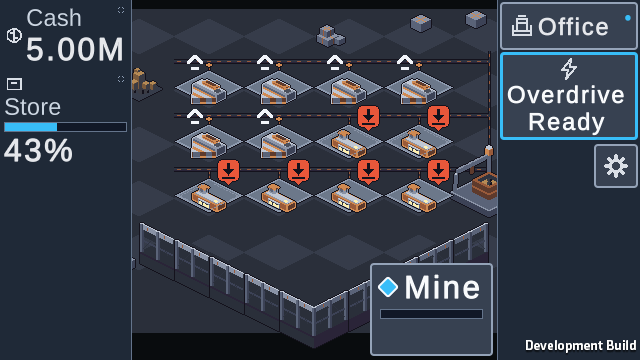 Cash
5.00M
Store
43%
Office
Overdrive
Ready
Mine
Development Build